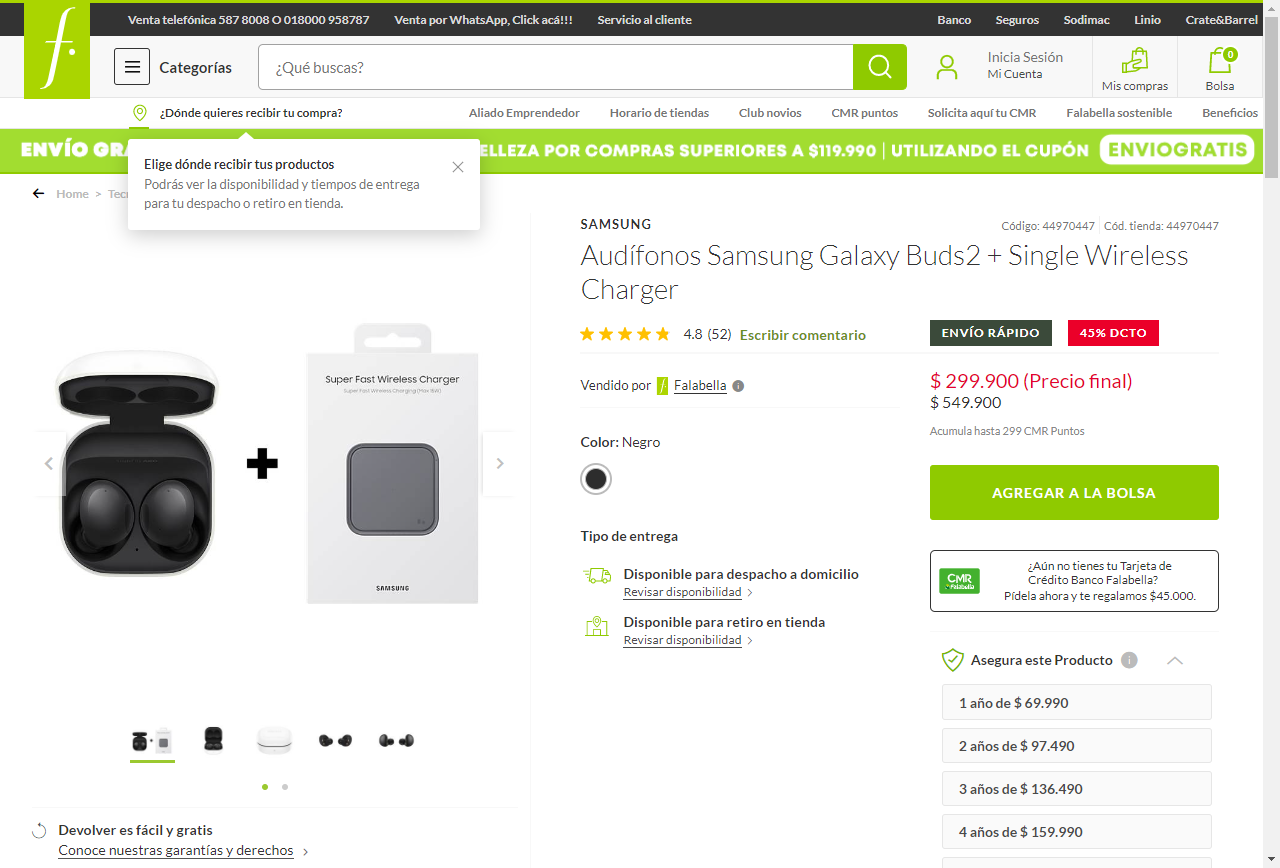 Venta telefónica 587 8008 O 018000 958787
Venta por WhatsApp, Click acá!!!
Servicio al cliente
Banco
Seguros
Sodimac
Linio
Crate&Barrel
f.
Categorías
¿Qué buscas?
Inicia Sesión
Mi Cuenta
Mis compras
0
Bolsa
¿Dónde quieres recibir tu compra?
Aliado Emprendedor
Horario de tiendas
Club novios
CMR puntos
Solicita aquí tu CMR
Falabella sostenible
Beneficios
ENVÍO GRA
ELLEZA POR COMPRAS SUPERIORES A $119.990 | UTILIZANDO EL CUPÓN
ENVIOGRATIS
Elige dónde recibir tus productos
Podrás ver la disponibilidad y tiempos de entrega
para tu despacho o retiro en tienda.
Home > Tec
SAMSUNG
Código: 44970447
Cód. tienda: 44970447
Audífonos Samsung Galaxy Buds2 + Single Wireless
Charger
4.8 (52)
Escribir comentario
ENVÍO RÁPIDO
45% DCTO
Vendido por
Falabella
$ 299.900 (Precio final)
$ 549.900
Acumula hasta 299 CMR Puntos
Color: Negro
AGREGAR A LA BOLSA
Super Fast Wireless Charger
Super Fast Wireless Charging (Max 15W)
SAMSUNG
Tipo de entrega
Disponible para despacho a domicilio
Revisar disponibilidad
Disponible para retiro en tienda
Revisar disponibilidad
CMR
Falabella
¿Aún no tienes tu Tarjeta de
Crédito Banco Falabella?
Pídela ahora y te regalamos $45.000.
Asegura este Producto
1 año de $ 69.990
2 años de $ 97.490
3 años de $ 136.490
4 años de $ 159.990
Devolver es fácil y gratis
Conoce nuestras garantías y derechos